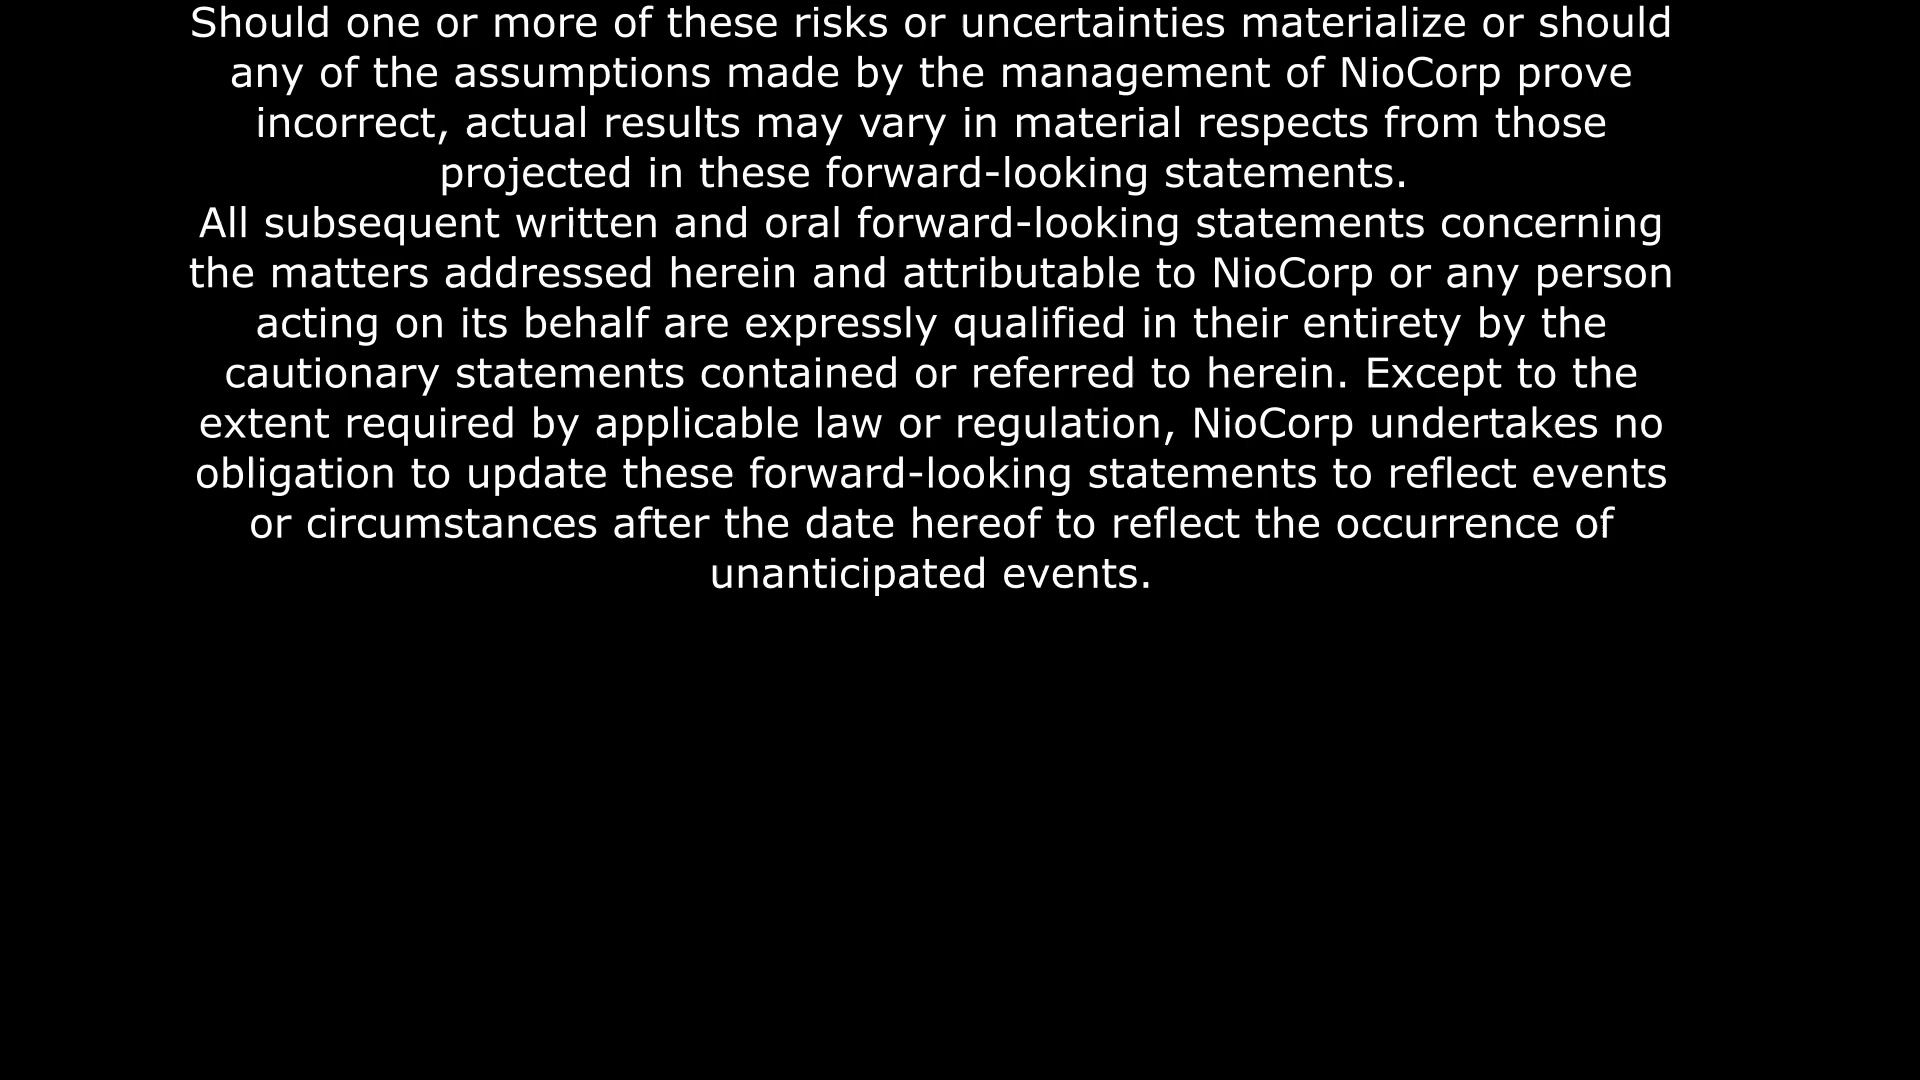 Should one or more of these risks or uncertainties materialize or should
any of the assumptions made by the management of NioCorp prove
incorrect, actual results may vary in material respects from those
projected in these forward-looking statements.
All subsequent written and oral forward-looking statements concerning
the matters addressed herein and attributable to NioCorp or any person
acting on its behalf are expressly qualified in their entirety by the
cautionary statements contained or referred to herein. Except to the
extent required by applicable law or regulation, NioCorp undertakes no
obligation to update these forward-looking statements to reflect events
or circumstances after the date hereof to reflect the occurrence of
unanticipated events.